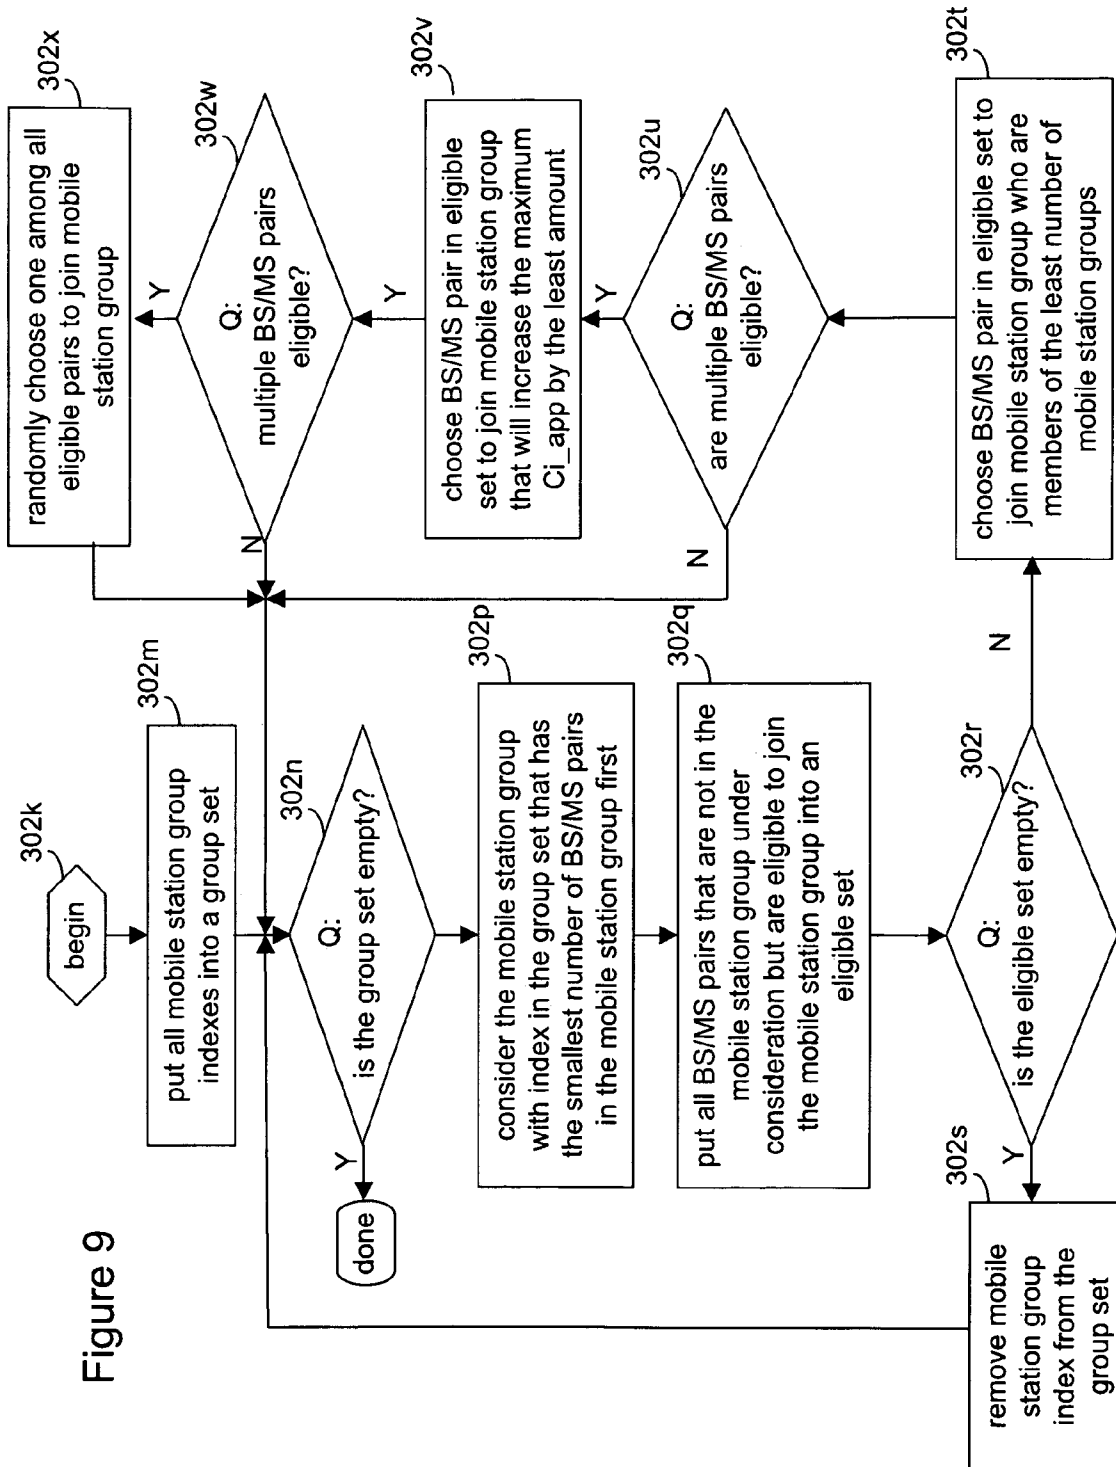 Figure 9
302k
begin
302m
put all mobile station group
indexes into a group set
302n
Q:
is the group set empty?
Y
done
302p
consider the mobile station group
with index in the group set that has
the smallest number of BS/MS pairs
in the mobile station group first
302q
put all BS/MS pairs that are not in the
mobile station group under
consideration but are eligible to join
the mobile station group into an
eligible set
302r
Q:
is the eligible set empty?
Y
302s
remove mobile
station group
index from the
group set
N
302t
choose BS/MS pair in eligible set to
join mobile station group who are
members of the least number of
mobile station groups
302u
Q:
are multiple BS/MS pairs
eligible?
N
Y
302v
choose BS/MS pair in eligible
set to join mobile station group
that will increase the maximum
Ci_app by the least amount
Y
302w
Q:
multiple BS/MS pairs
eligible?
N
Y
302x
randomly choose one among all
eligible pairs to join mobile
station group